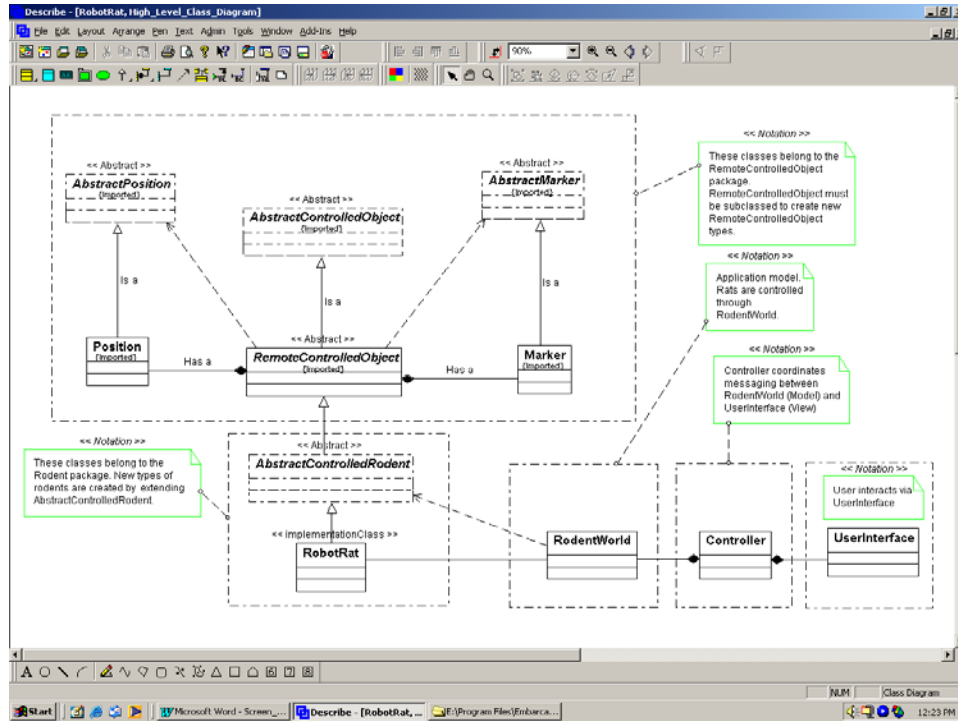 Describe - [RobotRat, High_Level_Class_Diagram]
File Edit Layout Arrange Pen Text Admin Tools Window Add-Ins Help
90%
<< Notation >>
These classes belong to the
RemoteControlledObject
package.
RemoteControlledObject must
be subclassed to create new
RemoteControlledObject
types.
<< Abstract >>
AbstractPosition
{Imported}
<< Abstract >>
AbstractControlledObject
{Imported}
<< Abstract >>
AbstractMarker
{Imported}
<< Notation >>
Application model.
Rats are controlled
through
RodentWorld.
Is a
Is a
Is a
Position
{Imported}
Has a
<< Abstract >>
RemoteControlledObject
{Imported}
Has a
Marker
{Imported}
<< Notation >>
Controller coordinates
messaging between
RodentWorld (Model) and
UserInterface (View)
<< Notation >>
These classes belong to the
Rodent package. New types of
rodents are created by extending
AbstractControlledRodent.
<< Abstract >>
AbstractControlledRodent
<< Notation >>
User interacts via
UserInterface
<< ImplementationClass >>
RobotRat
RodentWorld
Controller
UserInterface
NUM Class Diagram
Start Microsoft Word - Screen_... Describe - [RobotRat, ... E:\Program Files\Embarca... 12:23 PM